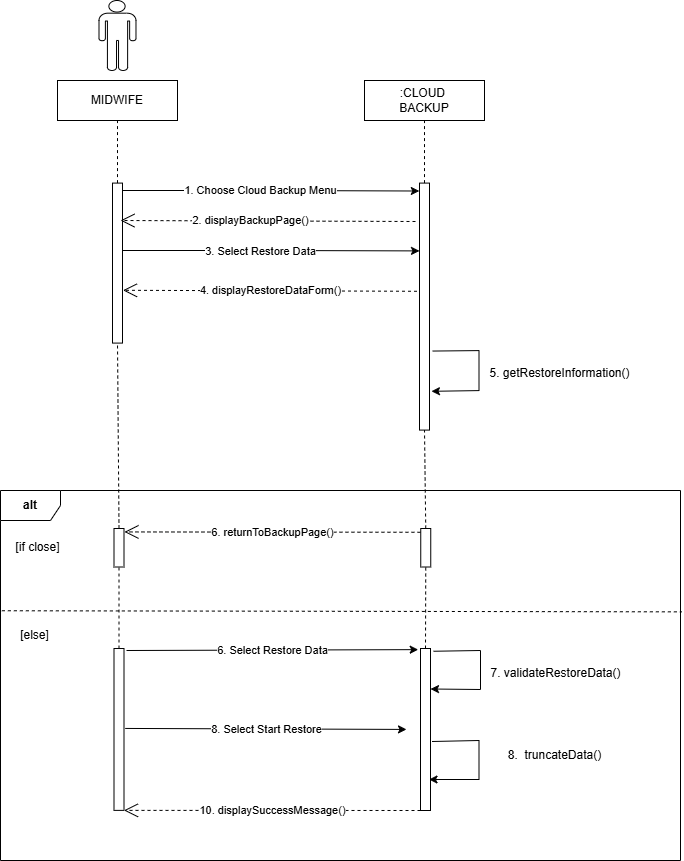 MIDWIFE
:CLOUD
BACKUP
1. Choose Cloud Backup Menu
2. displayBackupPage()
3. Select Restore Data
4. displayRestoreDataForm()
5. getRestoreInformation()
alt
6. returnToBackupPage()
[if close]
[else]
6. Select Restore Data
7. validateRestoreData()
8. Select Start Restore
8. truncateData()
10. displaySuccessMessage()